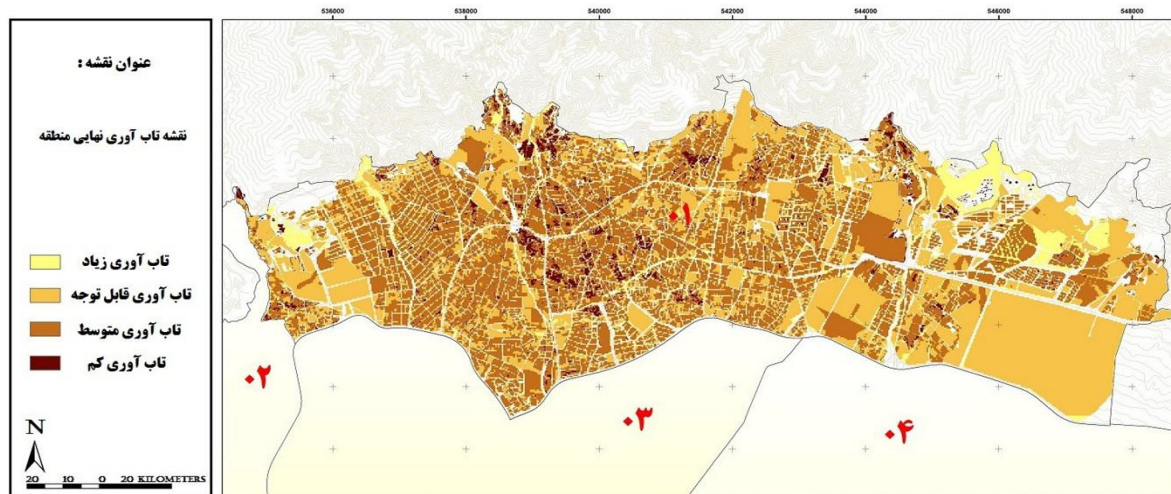 536000 538000 540000 542000 544000 546000 548000
عنوان نقشه :
نقشه تاب آوری نهایی منطقه
تاب آوری زیاد
تاب آوری قابل توجه
تاب آوری متوسط
تاب آوری کم
N
20 10 0 20 KILOMETERS
۰۱
۰۲
۰۳
۰۴